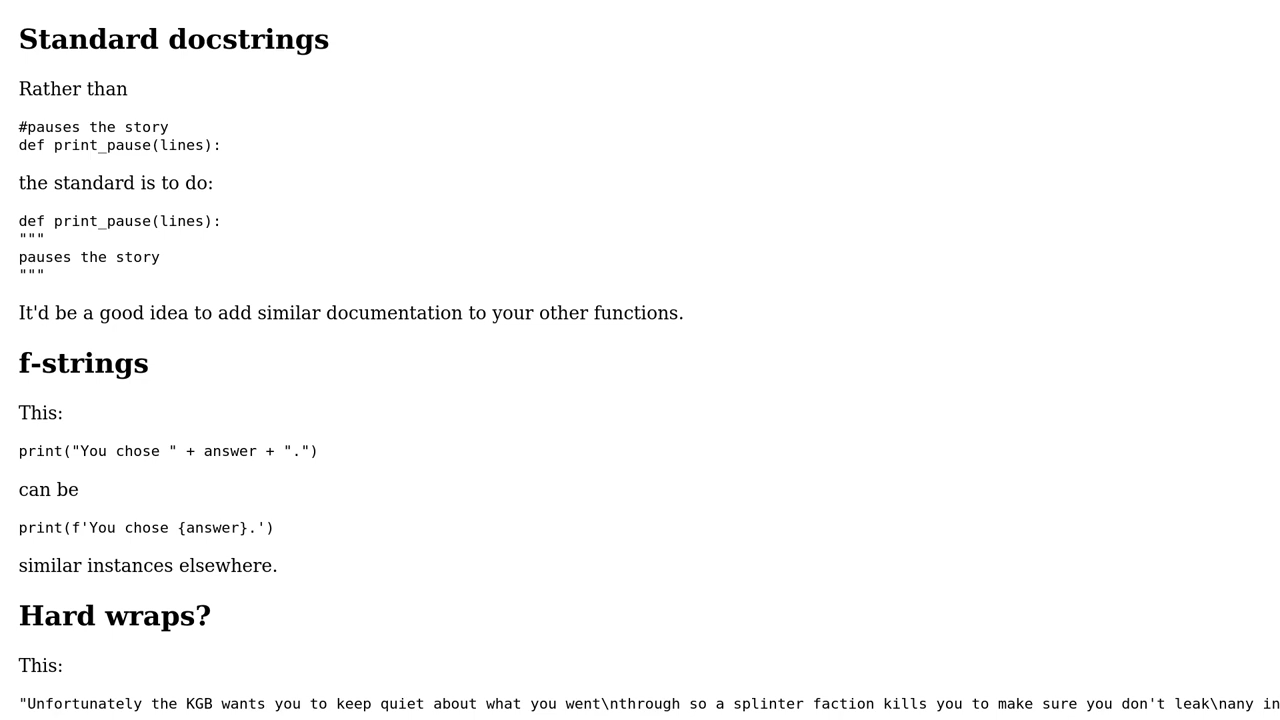 Standard docstrings
Rather than
#pauses the story
def print_pause(lines):
the standard is to do:
def print_pause(lines):
"""
pauses the story
"""
It'd be a good idea to add similar documentation to your other functions.
f-strings
This:
print("You chose " + answer + ".")
can be
print(f'You chose {answer}.')
similar instances elsewhere.
Hard wraps?
This:
"Unfortunately the KGB wants you to keep quiet about what you went\nthrough so a splinter faction kills you to make sure you don't leak\nany in